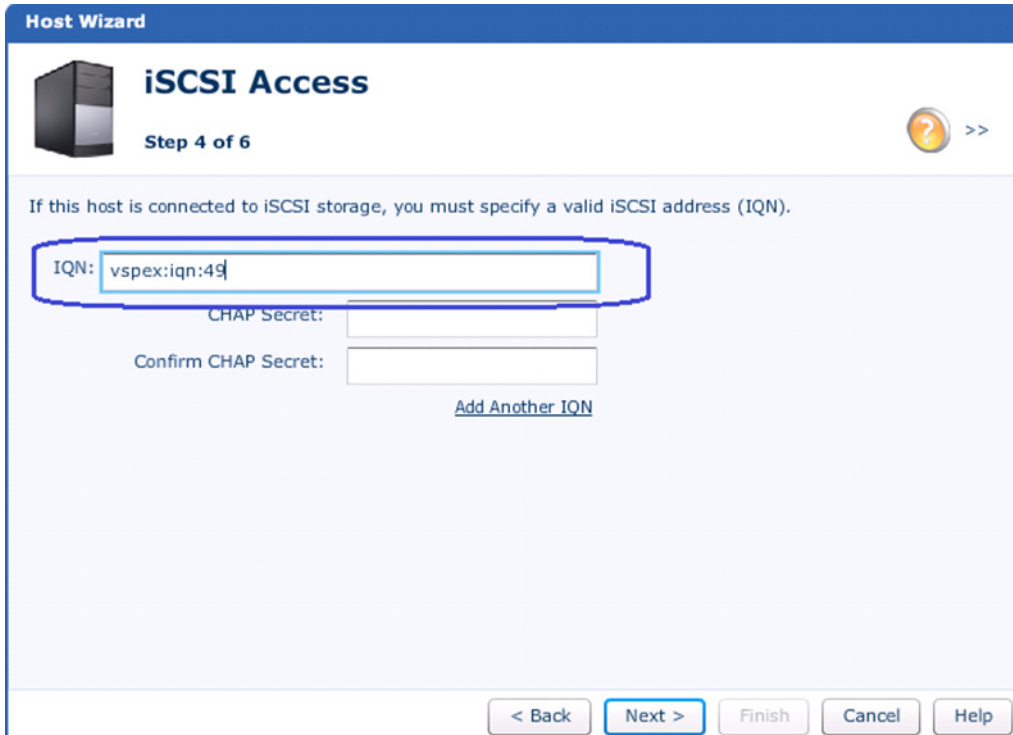 Host Wizard
iSCSI Access
Step 4 of 6
? >>
If this host is connected to iSCSI storage, you must specify a valid iSCSI address (IQN).
IQN: vspex:iqn:49
CHAP Secret:
Confirm CHAP Secret:
Add Another IQN
< Back Next > Finish Cancel Help